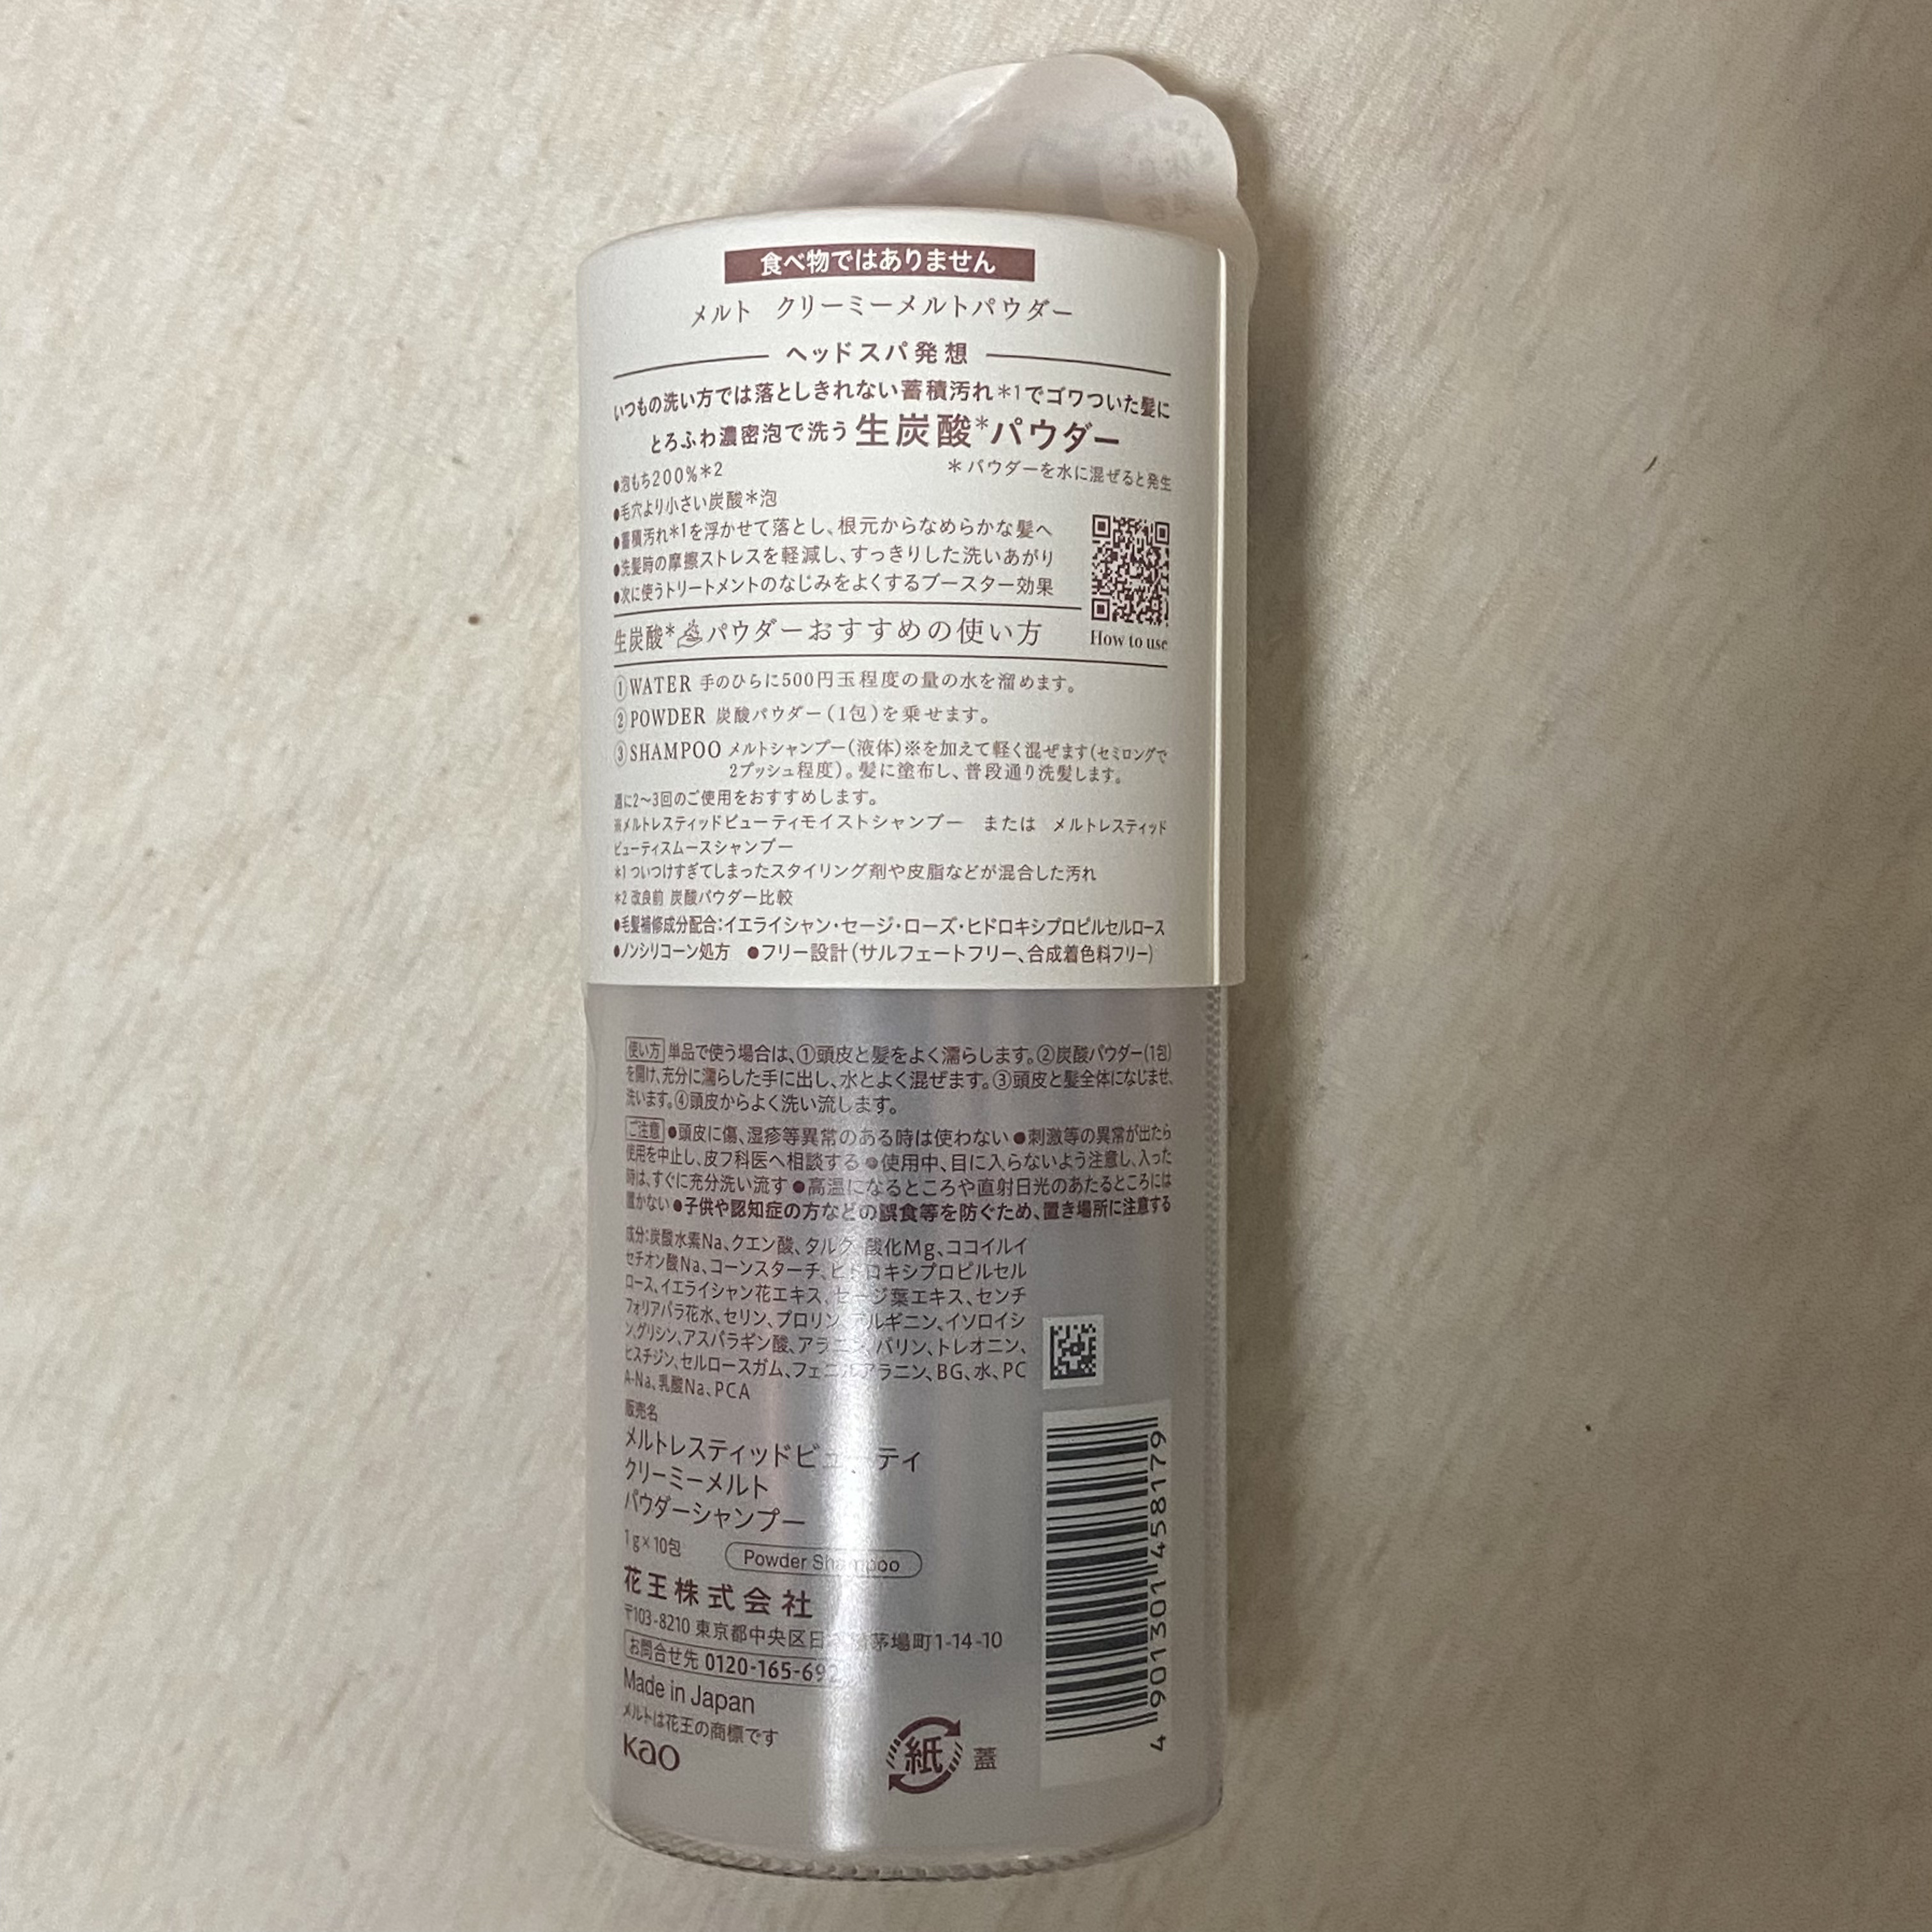 食べ物ではありません
メルト　クリーミーメルトパウダー
ヘッドスパ発想
いつもの洗い方では落としきれない蓄積汚れ*1でゴワついた髪に
とろふわ濃密泡で洗う生炭酸*パウダー
●泡もち200%*2
*パウダーを水に混ぜると発生
●毛穴より小さい炭酸*泡
●蓄積汚れ*1を浮かせて落とし、根元からなめらかな髪へ
●洗髪時の摩擦ストレスを軽減し、すっきりした洗いあがり
●次に使うトリートメントのなじみをよくするブースター効果
How to use
生炭酸*パウダーおすすめの使い方
①WATER 手のひらに500円玉程度の量の水を溜めます。
②POWDER 炭酸パウダー(1包)を乗せます。
③SHAMPOO メルトシャンプー(液体)※を加えて軽く混ぜます(セミロングで
2プッシュ程度)。髪に塗布し、普段通り洗髪します。
週に2〜3回のご使用をおすすめします。
※メルトレスティッドビューティモイストシャンプー　または　メルトレスティッド
ビューティスムースシャンプー
*1 ついつけすぎてしまったスタイリング剤や皮脂などが混合した汚れ
*2 改良前 炭酸パウダー比較
●毛髪補修成分配合:イエライシャン・セージ・ローズ・ヒドロキシプロピルセルロース
●ノンシリコーン処方　●フリー設計(サルフェートフリー、合成着色料フリー)
使い方 単品で使う場合は、①頭皮と髪をよく濡らします。②炭酸パウダー(1包)
を開け、充分に濡らした手に出し、水とよく混ぜます。③頭皮と髪全体になじませ、
洗います。④頭皮からよく洗い流します。
ご注意 ●頭皮に傷、湿疹等異常のある時は使わない ●刺激等の異常が出たら
使用を中止し、皮フ科医へ相談する ●使用中、目に入らないよう注意し、入った
時は、すぐに充分洗い流す ●高温になるところや直射日光のあたるところには
置かない ●子供や認知症の方などの誤食等を防ぐため、置き場所に注意する
成分:炭酸水素Na、クエン酸、タルク、酸化Mg、ココイルイ
セチオン酸Na、コーンスターチ、ヒドロキシプロピルセル
ロース、イエライシャン花エキス、セージ葉エキス、センチ
フォリアバラ花水、セリン、プロリン、アルギニン、イソロイシ
ン、グリシン、アスパラギン酸、アラニン、バリン、トレオニン、
ヒスチジン、セルロースガム、フェニルアラニン、BG、水、PC
A-Na、乳酸Na、PCA
販売名
メルトレスティッドビューティ
クリーミーメルト
パウダーシャンプー
1g×10包
Powder Shampoo
花王株式会社
〒103-8210 東京都中央区日本橋茅場町1-14-10
お問合せ先 0120-165-692
Made in Japan
メルトは花王の商標です
kao
紙 蓋
4 901301 458179